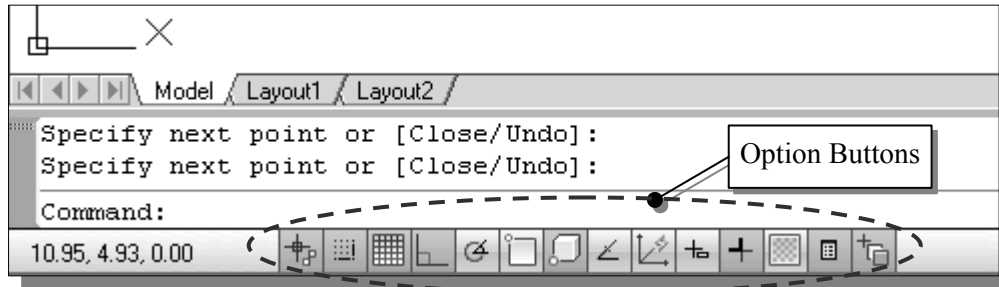 Model Layout1 Layout2
Specify next point or [Close/Undo]:
Specify next point or [Close/Undo]:
Option Buttons
Command:
10.95, 4.93, 0.00